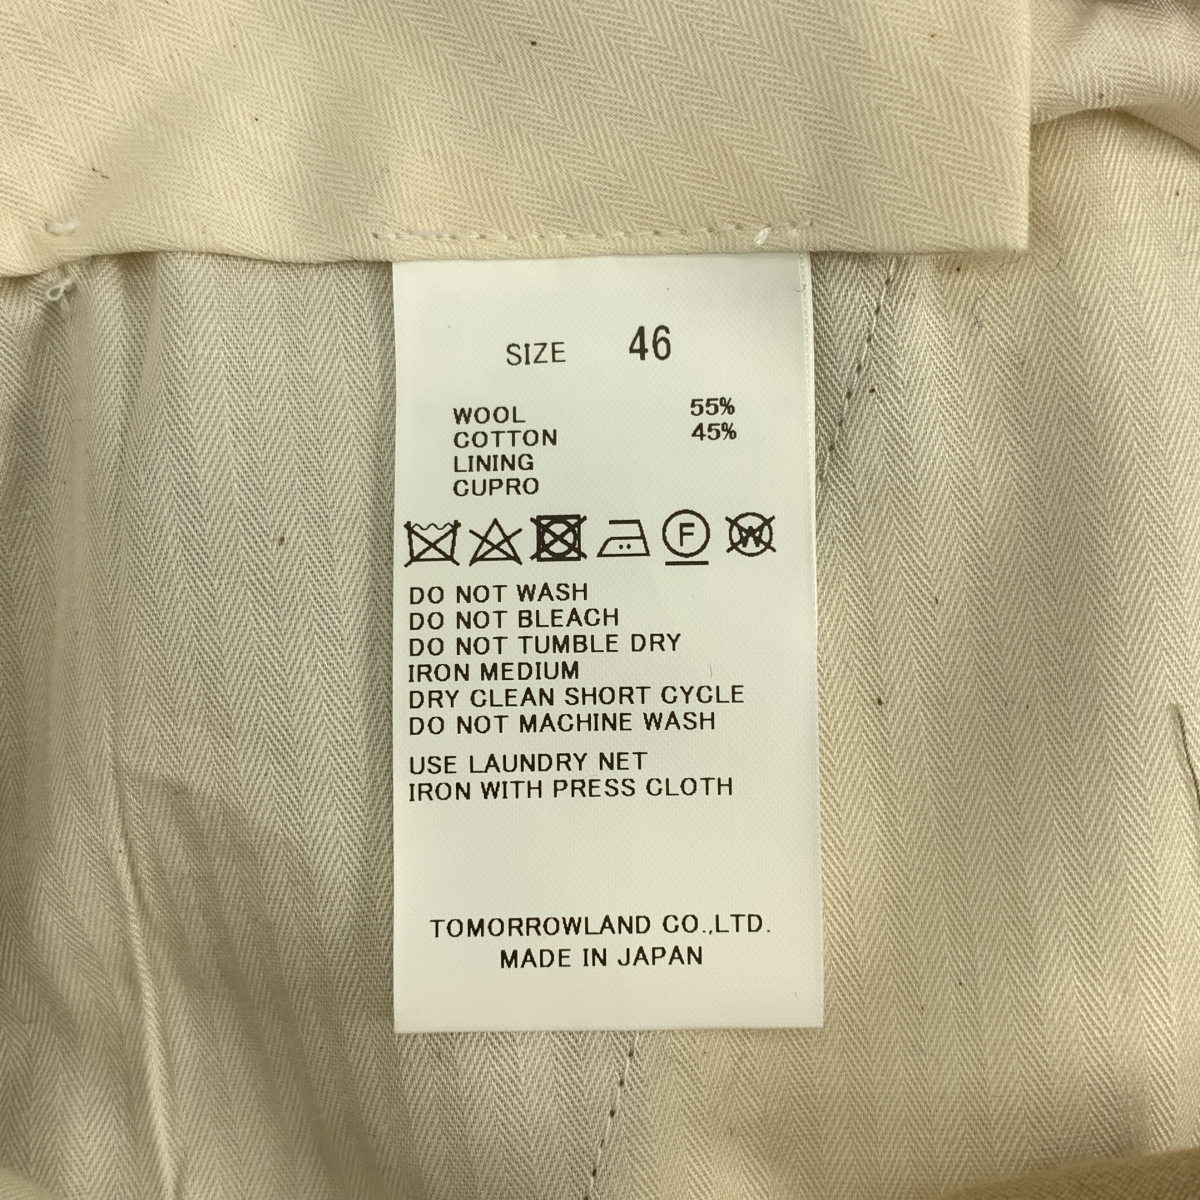 SIZE 46
WOOL 55%
COTTON 45%
LINING
CUPRO
F W
DO NOT WASH
DO NOT BLEACH
DO NOT TUMBLE DRY
IRON MEDIUM
DRY CLEAN SHORT CYCLE
DO NOT MACHINE WASH
USE LAUNDRY NET
IRON WITH PRESS CLOTH
TOMORROWLAND CO.,LTD.
MADE IN JAPAN